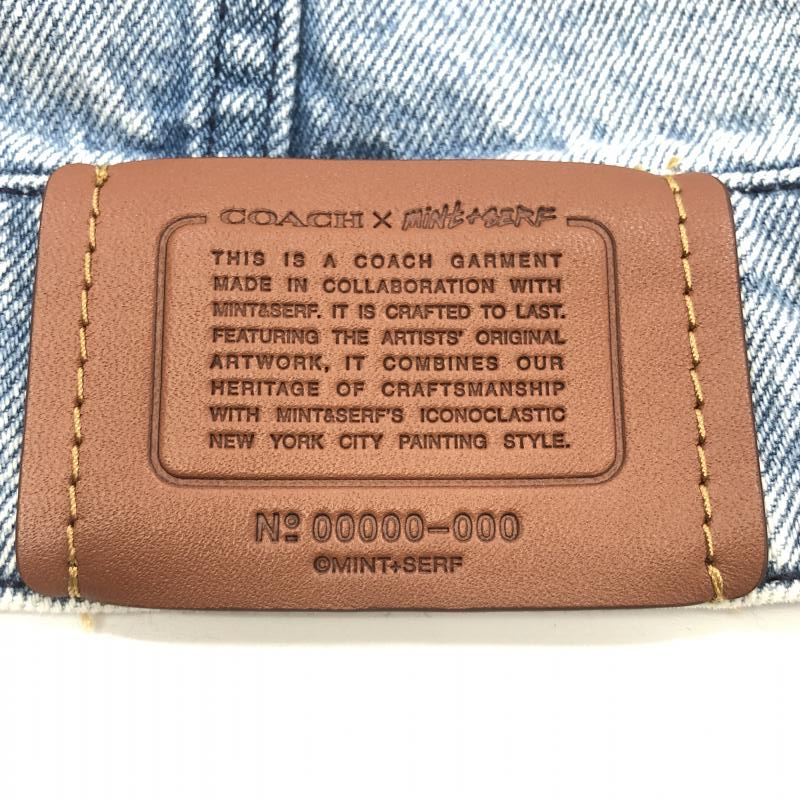 COACH × MINT+SERF
THIS IS A COACH GARMENT
MADE IN COLLABORATION WITH
MINT&SERF. IT IS CRAFTED TO LAST.
FEATURING THE ARTISTS' ORIGINAL
ARTWORK, IT COMBINES OUR
HERITAGE OF CRAFTSMANSHIP
WITH MINT&SERF'S ICONOCLASTIC
NEW YORK CITY PAINTING STYLE.
Nº 00000-000
©MINT+SERF